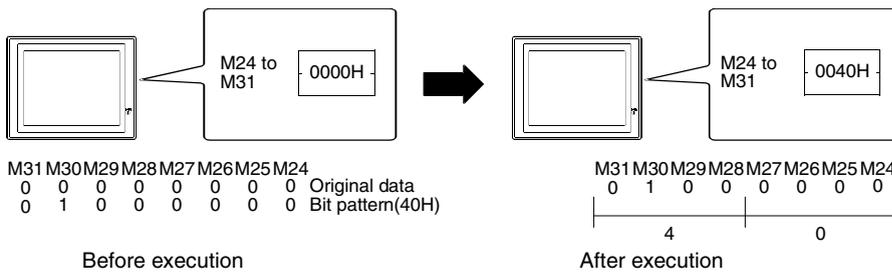 M24 to
M31
0000H
M31 M30 M29 M28 M27 M26 M25 M24
0 0 0 0 0 0 0 0 Original data
0 1 0 0 0 0 0 0 Bit pattern(40H)
Before execution
M24 to
M31
0040H
M31 M30 M29 M28 M27 M26 M25 M24
0 1 0 0 0 0 0 0
4 0
After execution